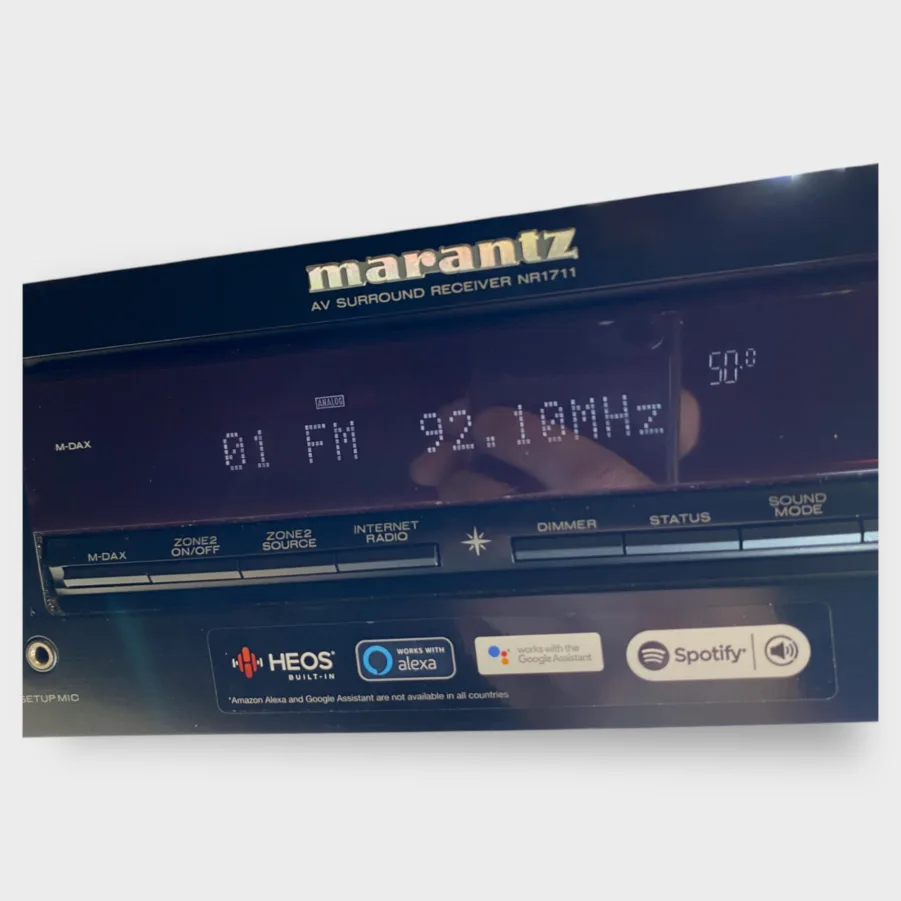 marantz
AV SURROUND RECEIVER NR1711
50.0
ANALOG
01 FM 92.10MHz
M-DAX
M-DAX
ZONE2
ON/OFF
ZONE2
SOURCE
INTERNET
RADIO
DIMMER
STATUS
SOUND
MODE
HEOS®
BUILT-IN
WORKS WITH
alexa
works with the
Google Assistant
Spotify®
*Amazon Alexa and Google Assistant are not available in all countries
SETUP MIC